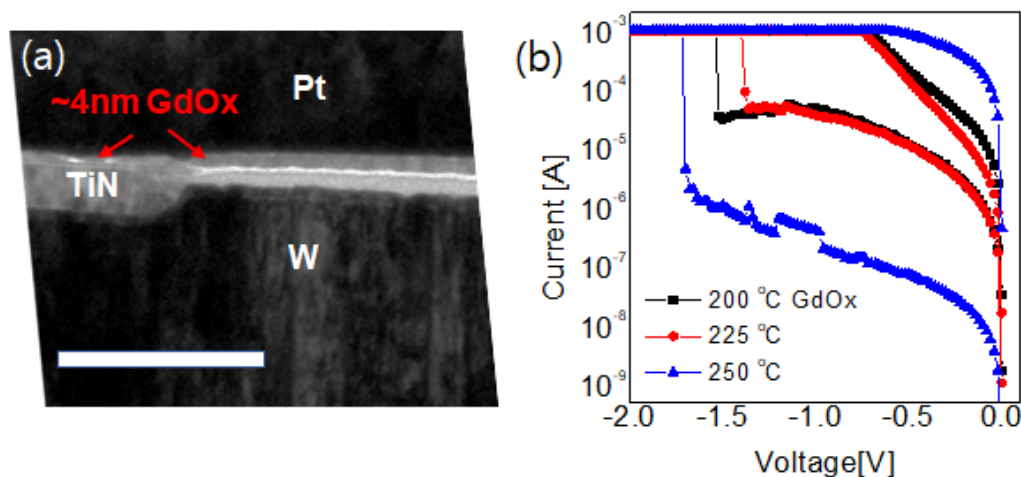 (a)
Pt
~4nm GdOx
TiN
W
(b)
Current [A]
10⁻³
10⁻⁴
10⁻⁵
10⁻⁶
10⁻⁷
10⁻⁸
10⁻⁹
200 °C GdOx
225 °C
250 °C
-2.0 -1.5 -1.0 -0.5 0.0
Voltage[V]